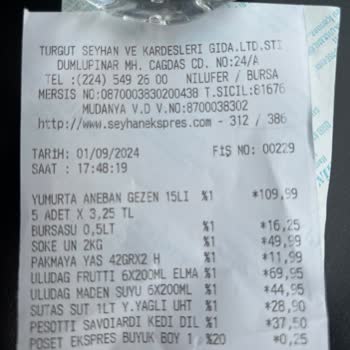 TURGUT SEYHAN VE KARDESLERI GIDA.LTD.STI
DUMLUPINAR MH. CAGDAS CD. NO:24/A
TEL :(224) 549 26 00 NILUFER / BURSA
MERSIS NO:0870003830200438 T.SICIL:81676
MUDANYA V.D V.NO:8700038302
http://www.seyhanekspres.com - 312 / 386
TARİH: 01/09/2024 FİŞ NO: 00229
SAAT : 17:48:19
YUMURTA ANEBAN GEZEN 15LI %1 *109,99
5 ADET X 3,25 TL
BURSASU 0,5LT %1 *16,25
SOKE UN 2KG %1 *49,99
PAKMAYA YAS 42GRX2 H %1 *11,99
ULUDAG FRUTTI 6X200ML ELMA %1 *69,95
ULUDAG MADEN SUYU 6X200ML %1 *44,95
SUTAS SUT 1LT Y.YAGLI UHT %1 *28,90
PESOTTI SAVOIARDI KEDI DIL %1 *37,50
POSET EKSPRES BUYUK BOY 1 %20 *0,25